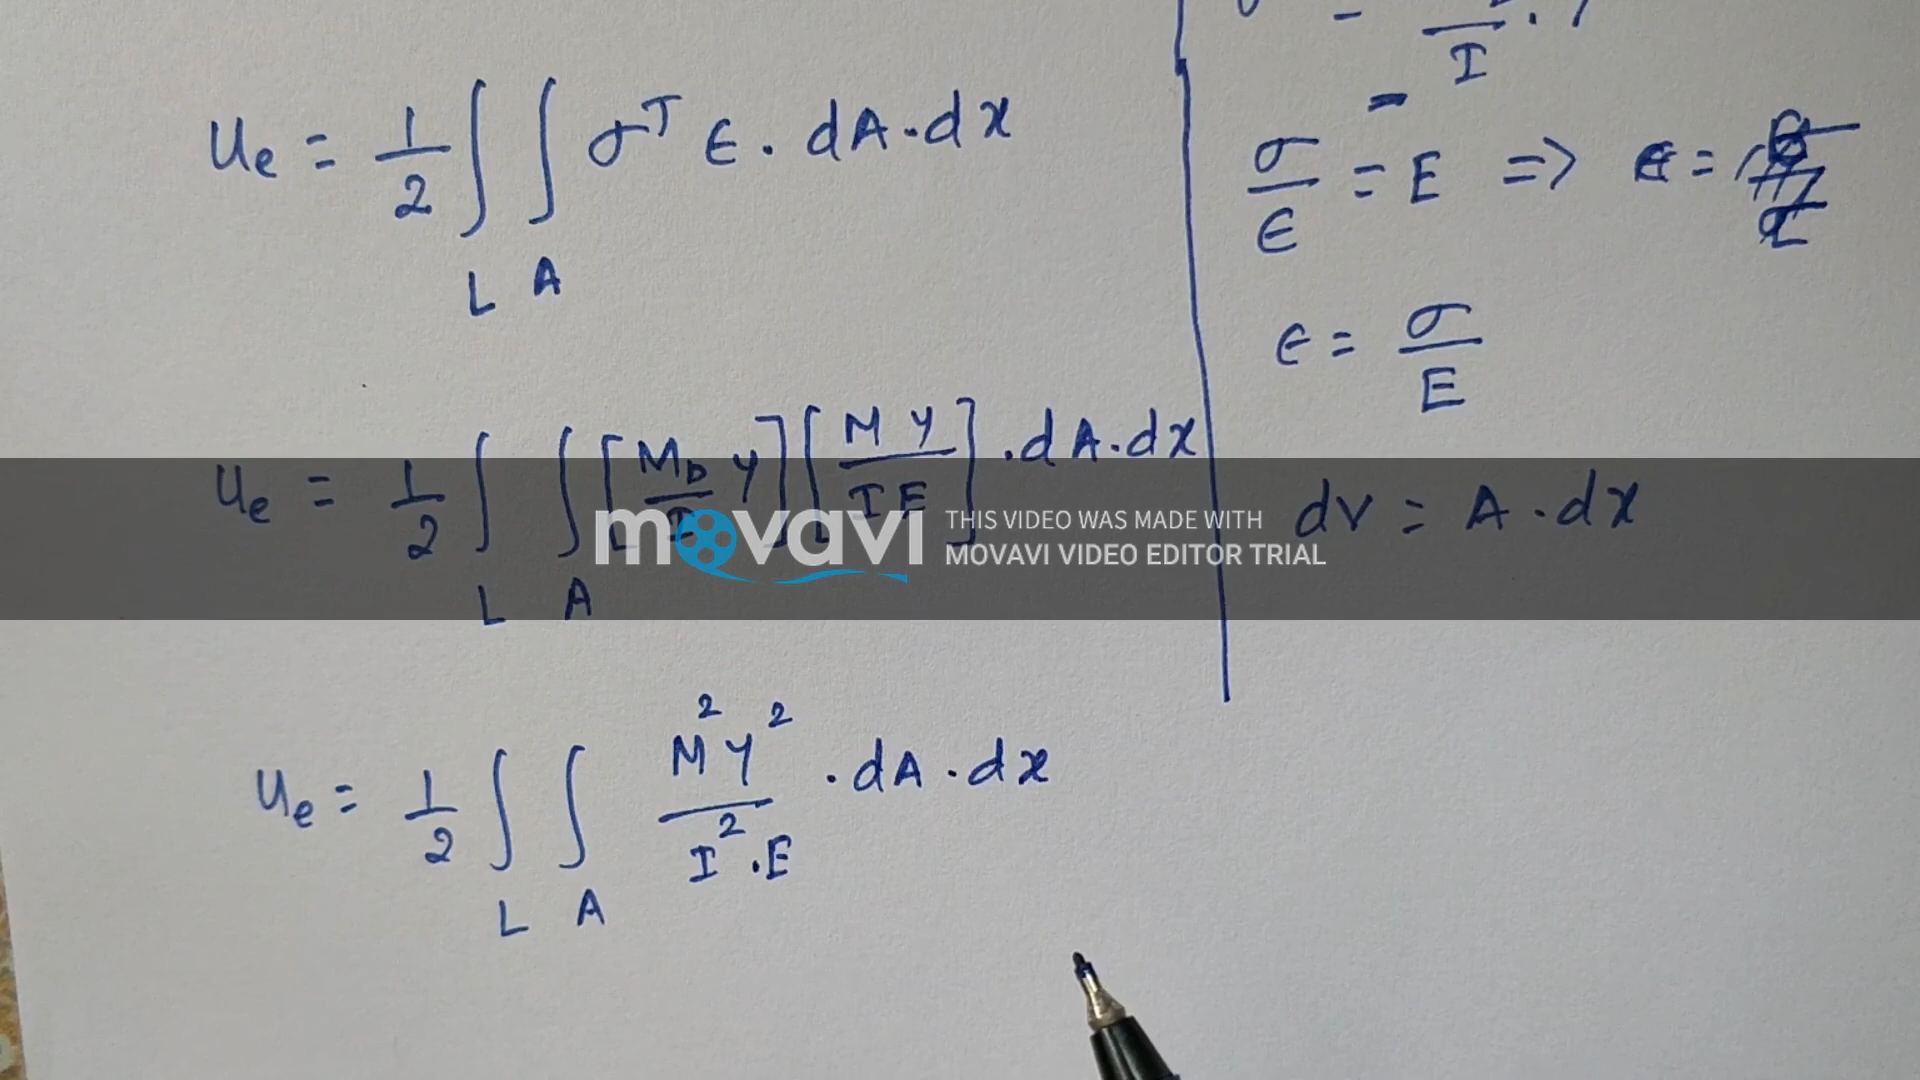 Ue = 1/2 ∫L ∫A σ^T ε . dA . dx
Ue = 1/2 ∫L ∫A [M_b/I y] [M y/I E] . dA . dx
Ue = 1/2 ∫L ∫A M² y²/I² . E . dA . dx
I
σ/ε = E => ε =
ε = σ/E
dv = A . dx
movavi
THIS VIDEO WAS MADE WITH
MOVAVI VIDEO EDITOR TRIAL